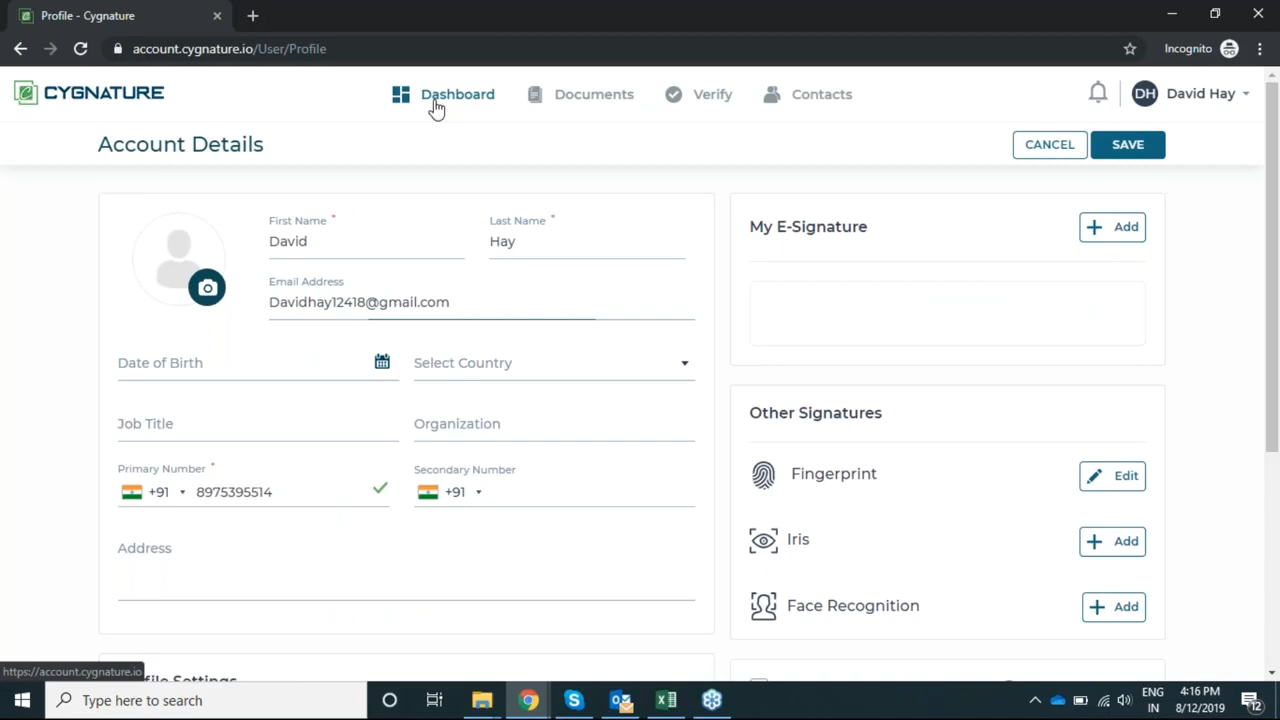 Profile - Cygnature
account.cygnature.io/User/Profile
Incognito
CYGNATURE
Dashboard
Documents
Verify
Contacts
DH
David Hay
Account Details
CANCEL
SAVE
First Name *
David
Last Name *
Hay
Email Address
Davidhay12418@gmail.com
Date of Birth
Select Country
Job Title
Organization
Primary Number *
+91
8975395514
Secondary Number
+91
Address
My E-Signature
Add
Other Signatures
Fingerprint
Edit
Iris
Add
Face Recognition
Add
https://account.cygnature.io
file Settings
Type here to search
ENG
IN
4:16 PM
8/12/2019
12